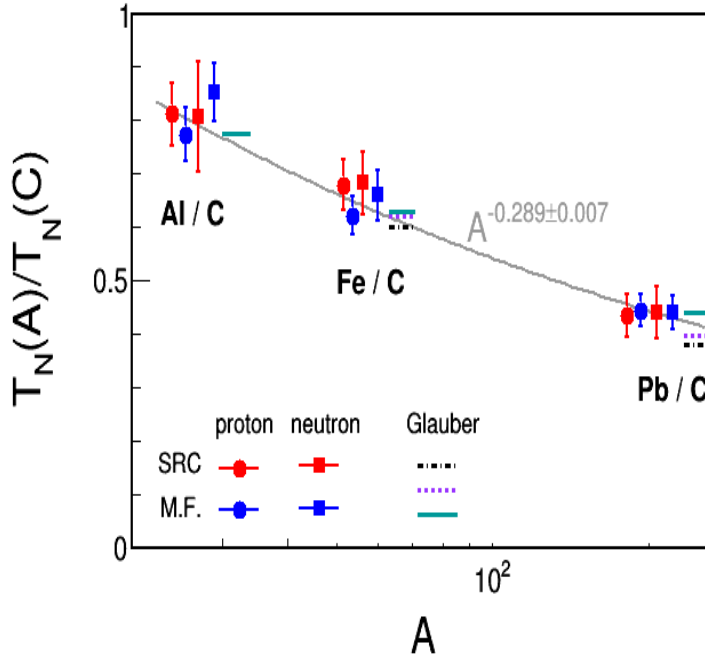 1
T_N(A)/T_N(C)
Al / C
A^-0.289±0.007
Fe / C
0.5
Pb / C
proton neutron Glauber
SRC
M.F.
0
10^2
A